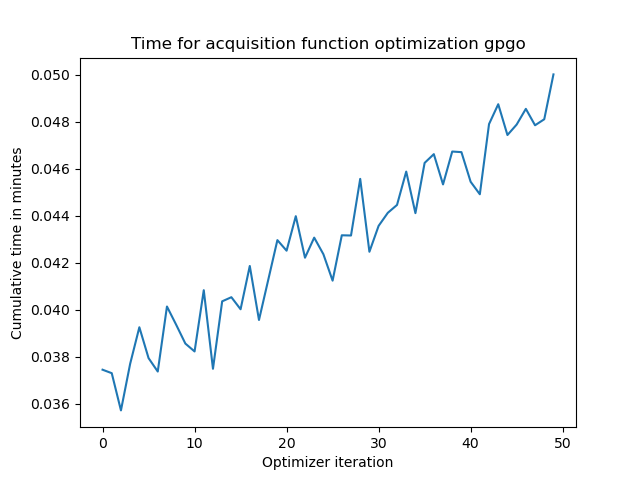 Time for acquisition function optimization gpgo
0.050
0.048
0.046
0.044
0.042
0.040
0.038
0.036
Cumulative time in minutes
0 10 20 30 40 50
Optimizer iteration